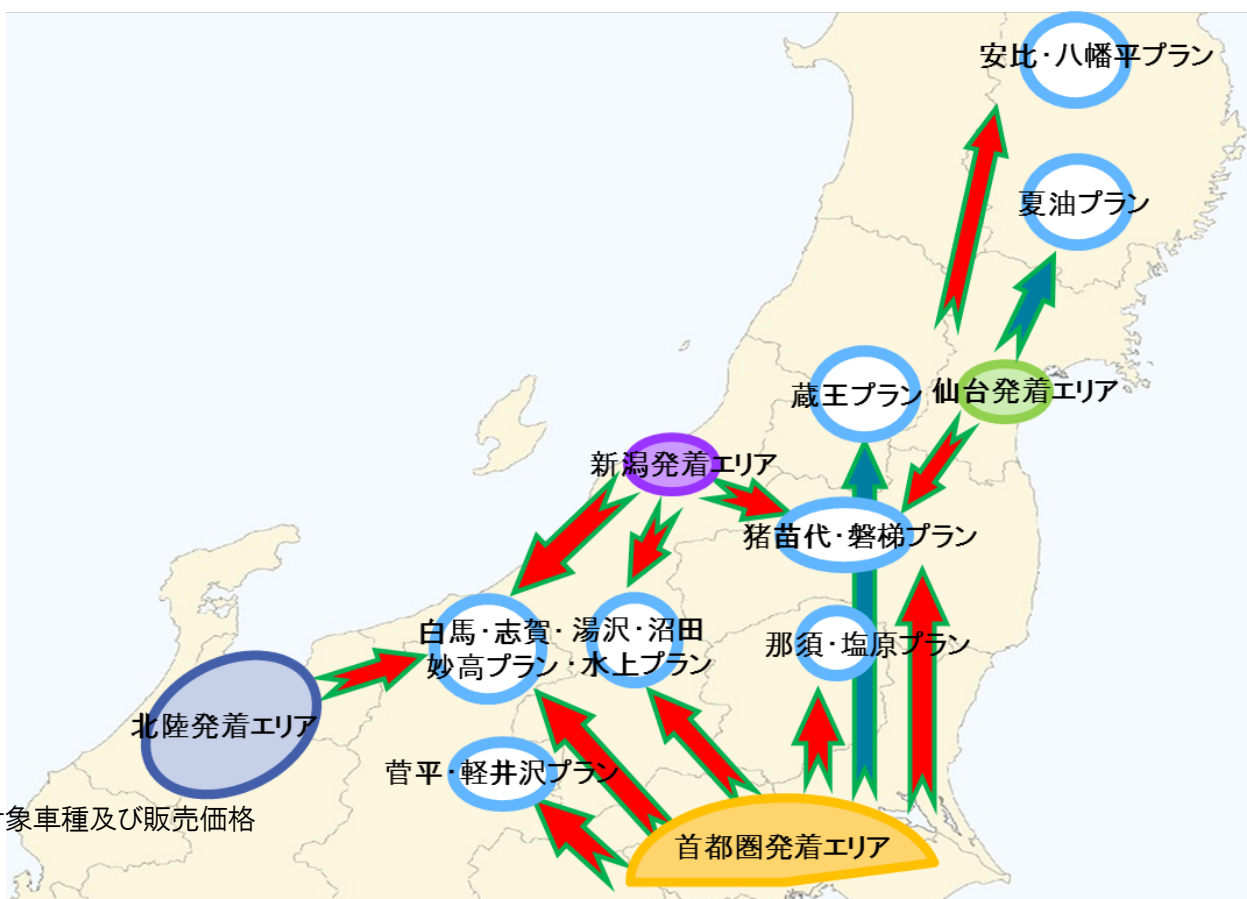 安比・八幡平プラン
夏油プラン
蔵王プラン
仙台発着エリア
新潟発着エリア
猪苗代・磐梯プラン
白馬・志賀・
妙高プラン
湯沢・沼田
・水上プラン
那須・塩原プラン
北陸発着エリア
菅平・軽井沢プラン
象車種及び販売価格
首都圏発着エリア